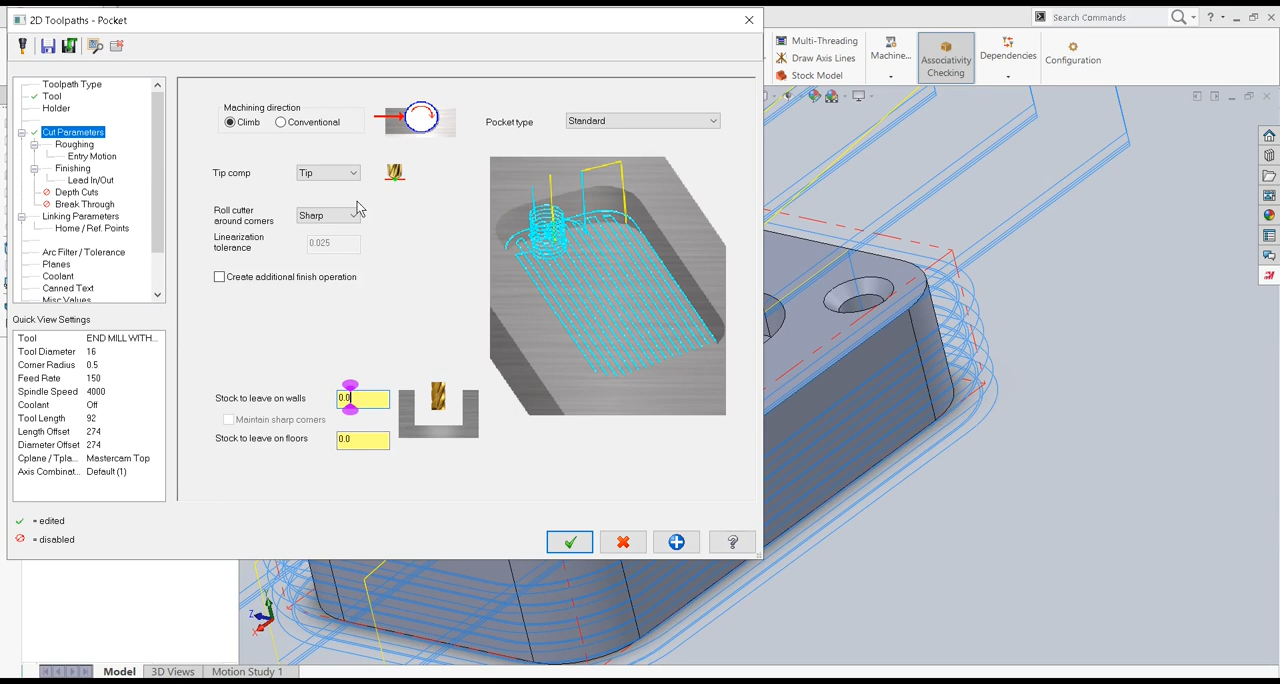 2D Toolpaths - Pocket
Search Commands
Multi-Threading
Draw Axis Lines
Stock Model
Machine...
Associativity
Checking
Dependencies
Configuration
Toolpath Type
Tool
Holder
Cut Parameters
Roughing
Entry Motion
Finishing
Lead In/Out
Depth Cuts
Break Through
Linking Parameters
Home / Ref. Points
Arc Filter / Tolerance
Planes
Coolant
Canned Text
Misc Values
Machining direction
Climb
Conventional
Pocket type
Standard
Tip comp
Tip
Roll cutter
around corners
Sharp
Linearization
tolerance
0.025
Create additional finish operation
Stock to leave on walls
0.0
Maintain sharp corners
Stock to leave on floors
0.0
Quick View Settings
Tool END MILL WITH...
Tool Diameter 16
Corner Radius 0.5
Feed Rate 150
Spindle Speed 4000
Coolant Off
Tool Length 92
Length Offset 274
Diameter Offset 274
Cplane / Tpla... Mastercam Top
Axis Combinat... Default (1)
= edited
= disabled
Z
Y
X
Model
3D Views
Motion Study 1